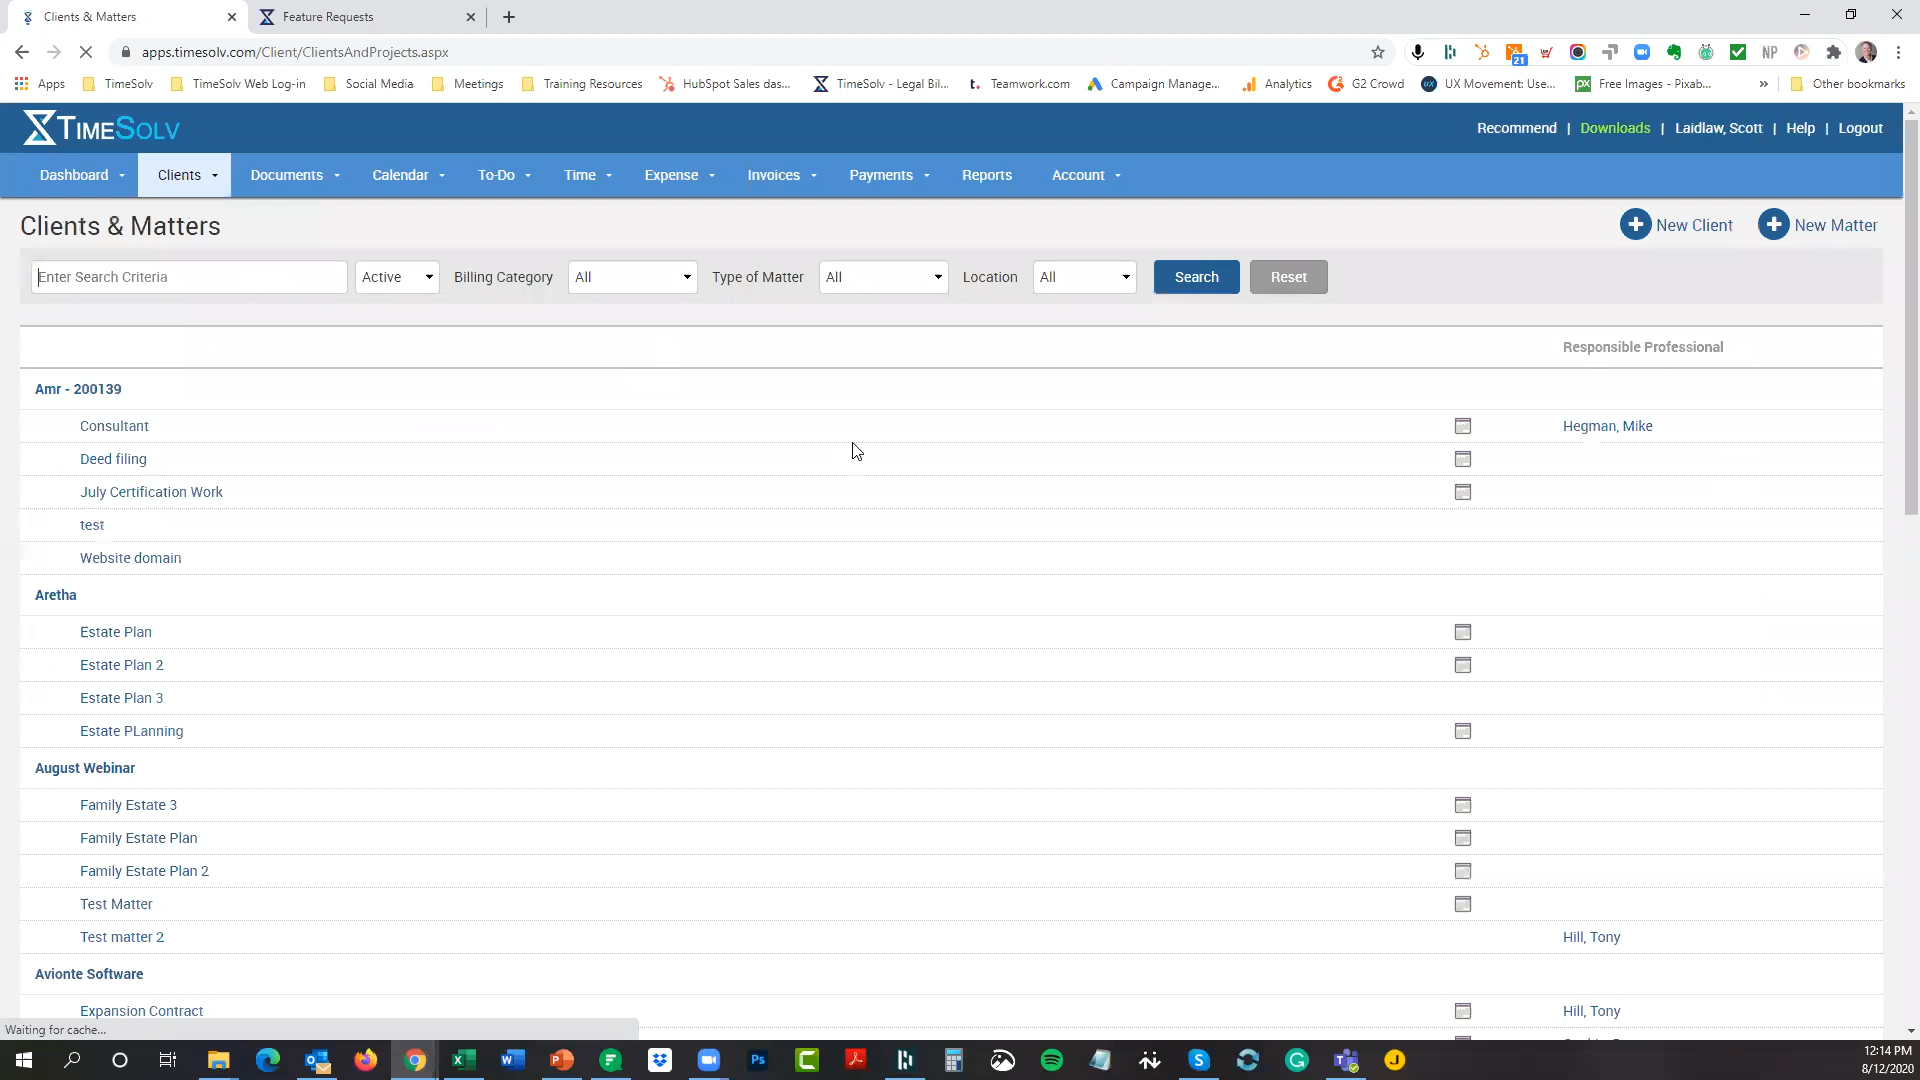 Clients & Matters
Feature Requests
apps.timesolv.com/Client/ClientsAndProjects.aspx
21
NP
Apps
TimeSolv
TimeSolv Web Log-in
Social Media
Meetings
Training Resources
HubSpot Sales das...
TimeSolv - Legal Bil...
t. Teamwork.com
Campaign Manage...
Analytics
G2 Crowd
UX UX Movement: Use...
px Free Images - Pixab...
»
Other bookmarks
TIMESOLV
Recommend | Downloads | Laidlaw, Scott | Help | Logout
Dashboard Clients Documents Calendar To-Do Time Expense Invoices Payments Reports Account
Clients & Matters
New Client
New Matter
Enter Search Criteria
Active
Billing Category
All
Type of Matter
All
Location
All
Search
Reset
Responsible Professional
Amr - 200139
Consultant
Hegman, Mike
Deed filing
July Certification Work
test
Website domain
Aretha
Estate Plan
Estate Plan 2
Estate Plan 3
Estate PLanning
August Webinar
Family Estate 3
Family Estate Plan
Family Estate Plan 2
Test Matter
Test matter 2
Hill, Tony
Avionte Software
Expansion Contract
Hill, Tony
Waiting for cache...
Ps
12:14 PM
8/12/2020